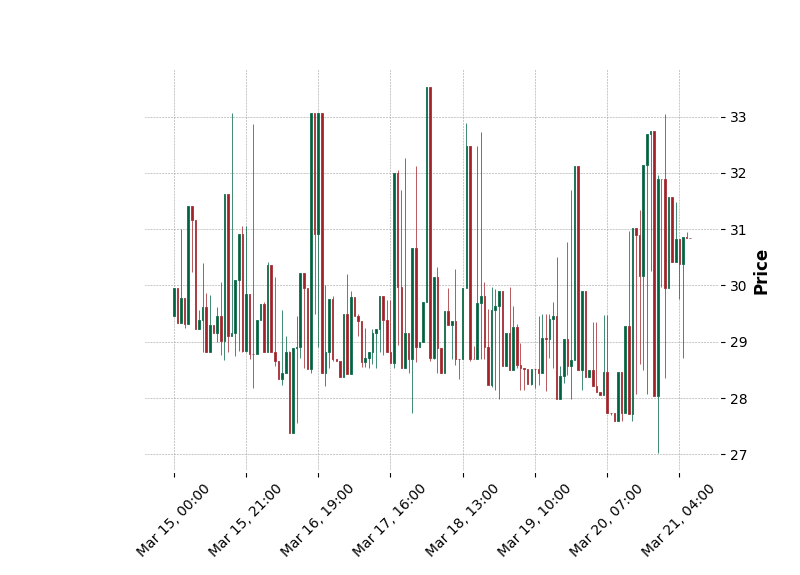 33
32
31
30
29
28
27
Price
Mar 15, 00:00
Mar 15, 21:00
Mar 16, 19:00
Mar 17, 16:00
Mar 18, 13:00
Mar 19, 10:00
Mar 20, 07:00
Mar 21, 04:00